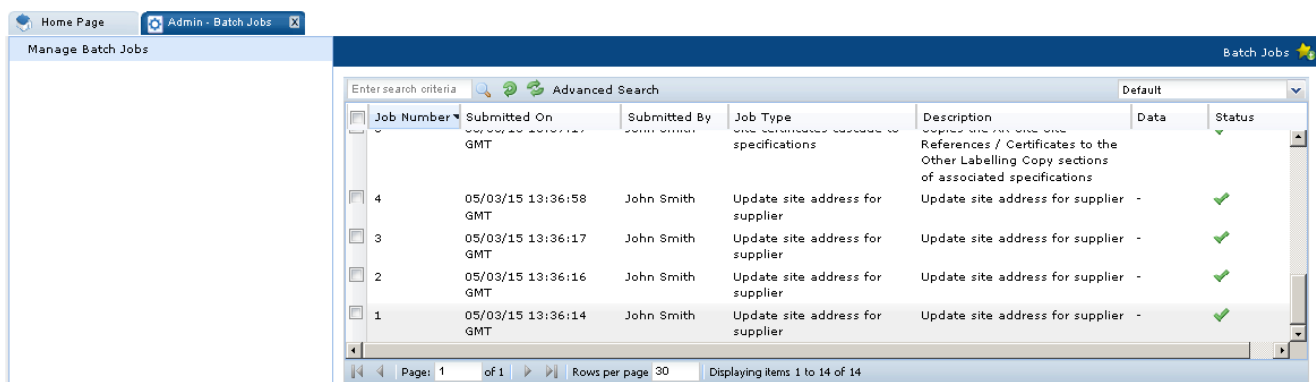 Home Page
Admin - Batch Jobs
Manage Batch Jobs
Batch Jobs
Enter search criteria
Advanced Search
Default
Job Number Submitted On Submitted By Job Type Description Data Status
GMT specifications References / Certificates to the
Other Labelling Copy sections
of associated specifications
4 05/03/15 13:36:58 John Smith Update site address for Update site address for supplier -
GMT supplier
3 05/03/15 13:36:17 John Smith Update site address for Update site address for supplier -
GMT supplier
2 05/03/15 13:36:16 John Smith Update site address for Update site address for supplier -
GMT supplier
1 05/03/15 13:36:14 John Smith Update site address for Update site address for supplier -
GMT supplier
Page: 1 of 1 Rows per page 30 Displaying items 1 to 14 of 14